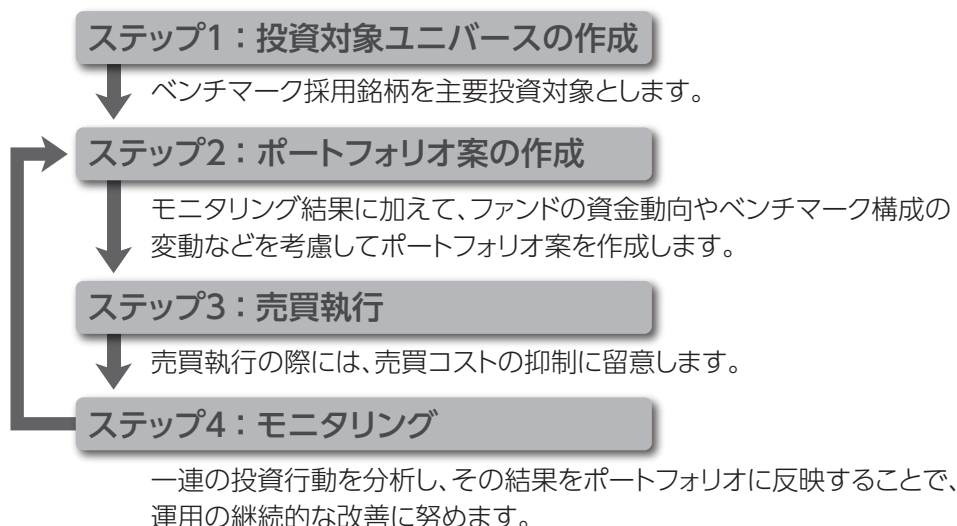 ステップ1：投資対象ユニバースの作成
ベンチマーク採用銘柄を主要投資対象とします。
ステップ2：ポートフォリオ案の作成
モニタリング結果に加えて、ファンドの資金動向やベンチマーク構成の
変動などを考慮してポートフォリオ案を作成します。
ステップ3：売買執行
売買執行の際には、売買コストの抑制に留意します。
ステップ4：モニタリング
一連の投資行動を分析し、その結果をポートフォリオに反映することで、
運用の継続的な改善に努めます。